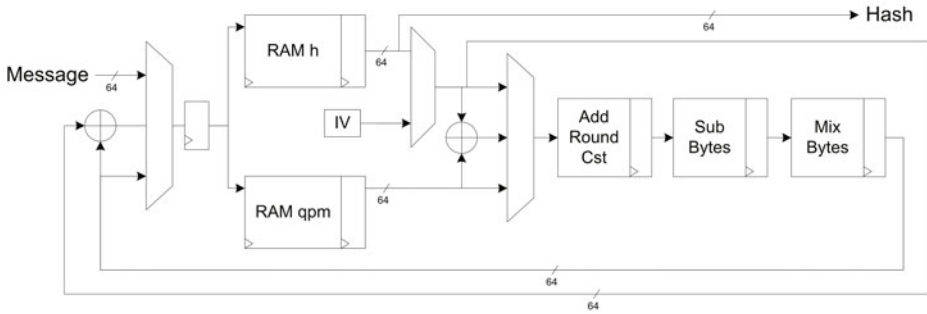 64
Hash
RAM h
64
Message
64
IV
Add
Round
Cst
Sub
Bytes
Mix
Bytes
RAM qpm
64
64
64